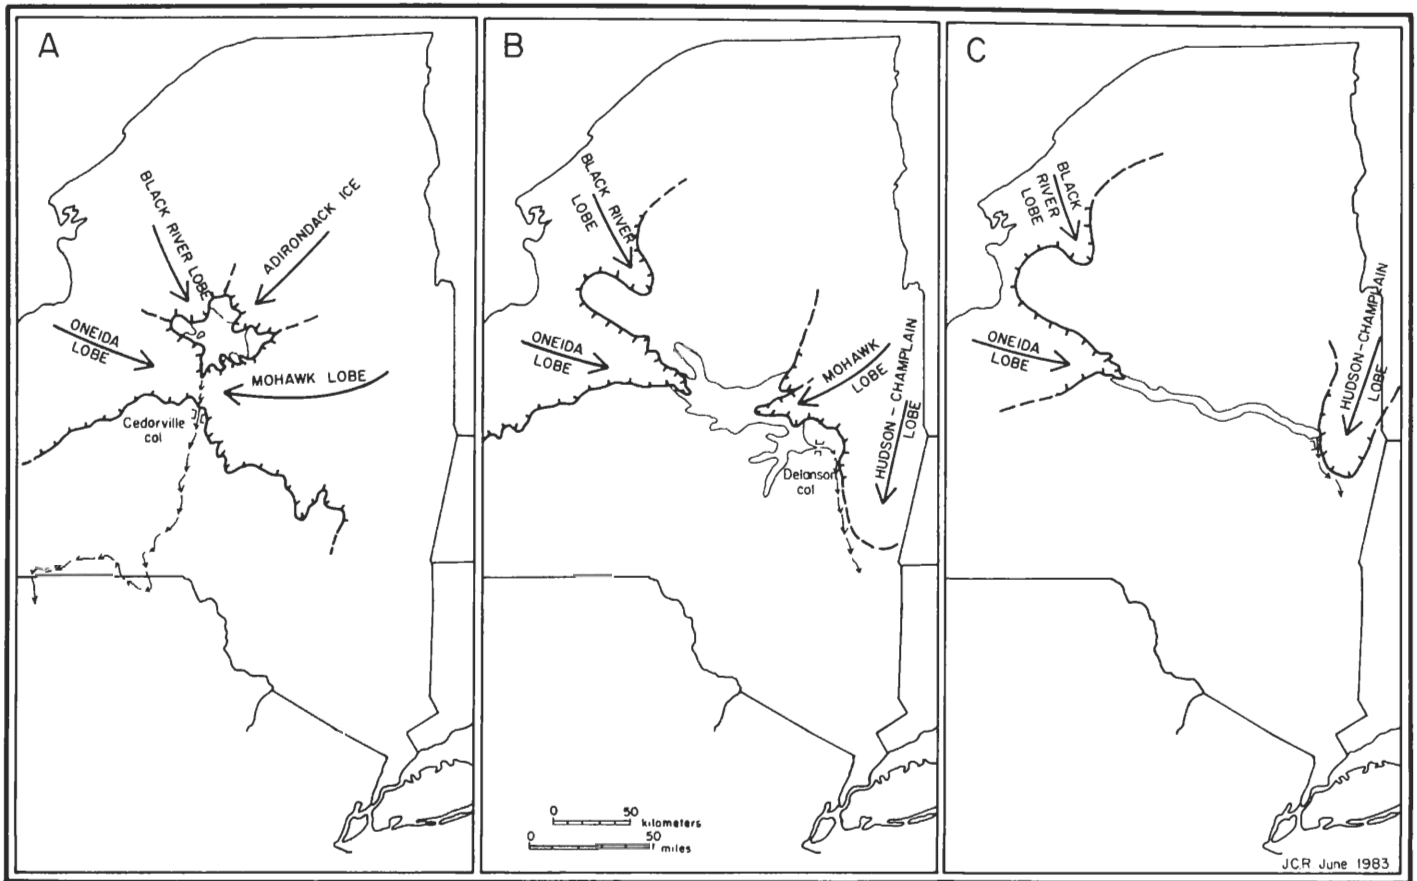 A
BLACK RIVER LOBE
ADIRONDACK ICE
ONEIDA
LOBE
MOHAWK LOBE
Cedorville
col
B
BLACK RIVER
LOBE
ONEIDA
LOBE
MOHAWK
LOBE
HUDSON-CHAMPLAIN
LOBE
Delanson
col
0 50
kilometers
0 50
miles
C
BLACK
RIVER
LOBE
ONEIDA
LOBE
HUDSON-CHAMPLAIN
LOBE
JCR June 1983